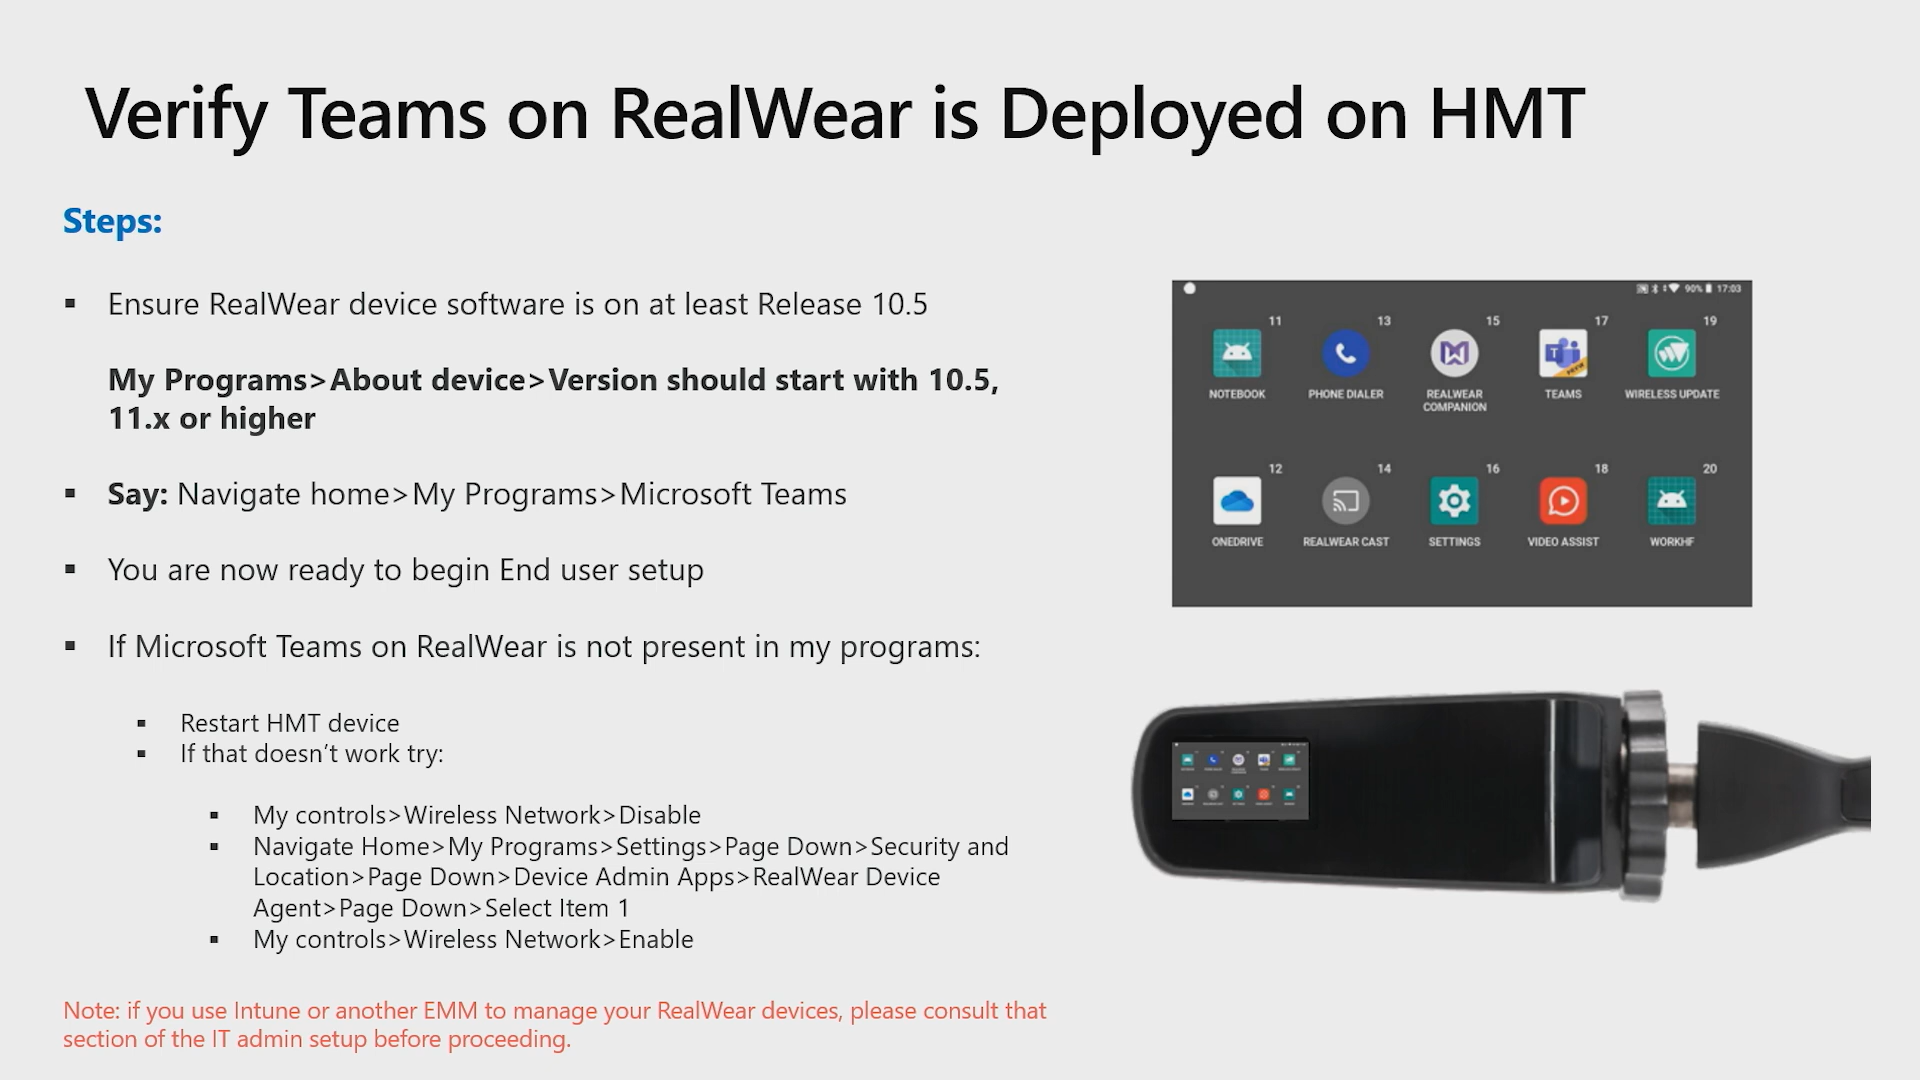 Verify Teams on RealWear is Deployed on HMT
Steps:
▪ Ensure RealWear device software is on at least Release 10.5
My Programs>About device>Version should start with 10.5,
11.x or higher
▪ Say: Navigate home>My Programs>Microsoft Teams
▪ You are now ready to begin End user setup
▪ If Microsoft Teams on RealWear is not present in my programs:
▪ Restart HMT device
▪ If that doesn’t work try:
▪ My controls>Wireless Network>Disable
▪ Navigate Home>My Programs>Settings>Page Down>Security and
Location>Page Down>Device Admin Apps>RealWear Device
Agent>Page Down>Select Item 1
▪ My controls>Wireless Network>Enable
Note: if you use Intune or another EMM to manage your RealWear devices, please consult that
section of the IT admin setup before proceeding.
90% 17:03
11 13 15 17 19
NOTEBOOK PHONE DIALER REALWEAR TEAMS WIRELESS UPDATE
COMPANION
12 14 16 18 20
ONEDRIVE REALWEAR CAST SETTINGS VIDEO ASSIST WORKHF